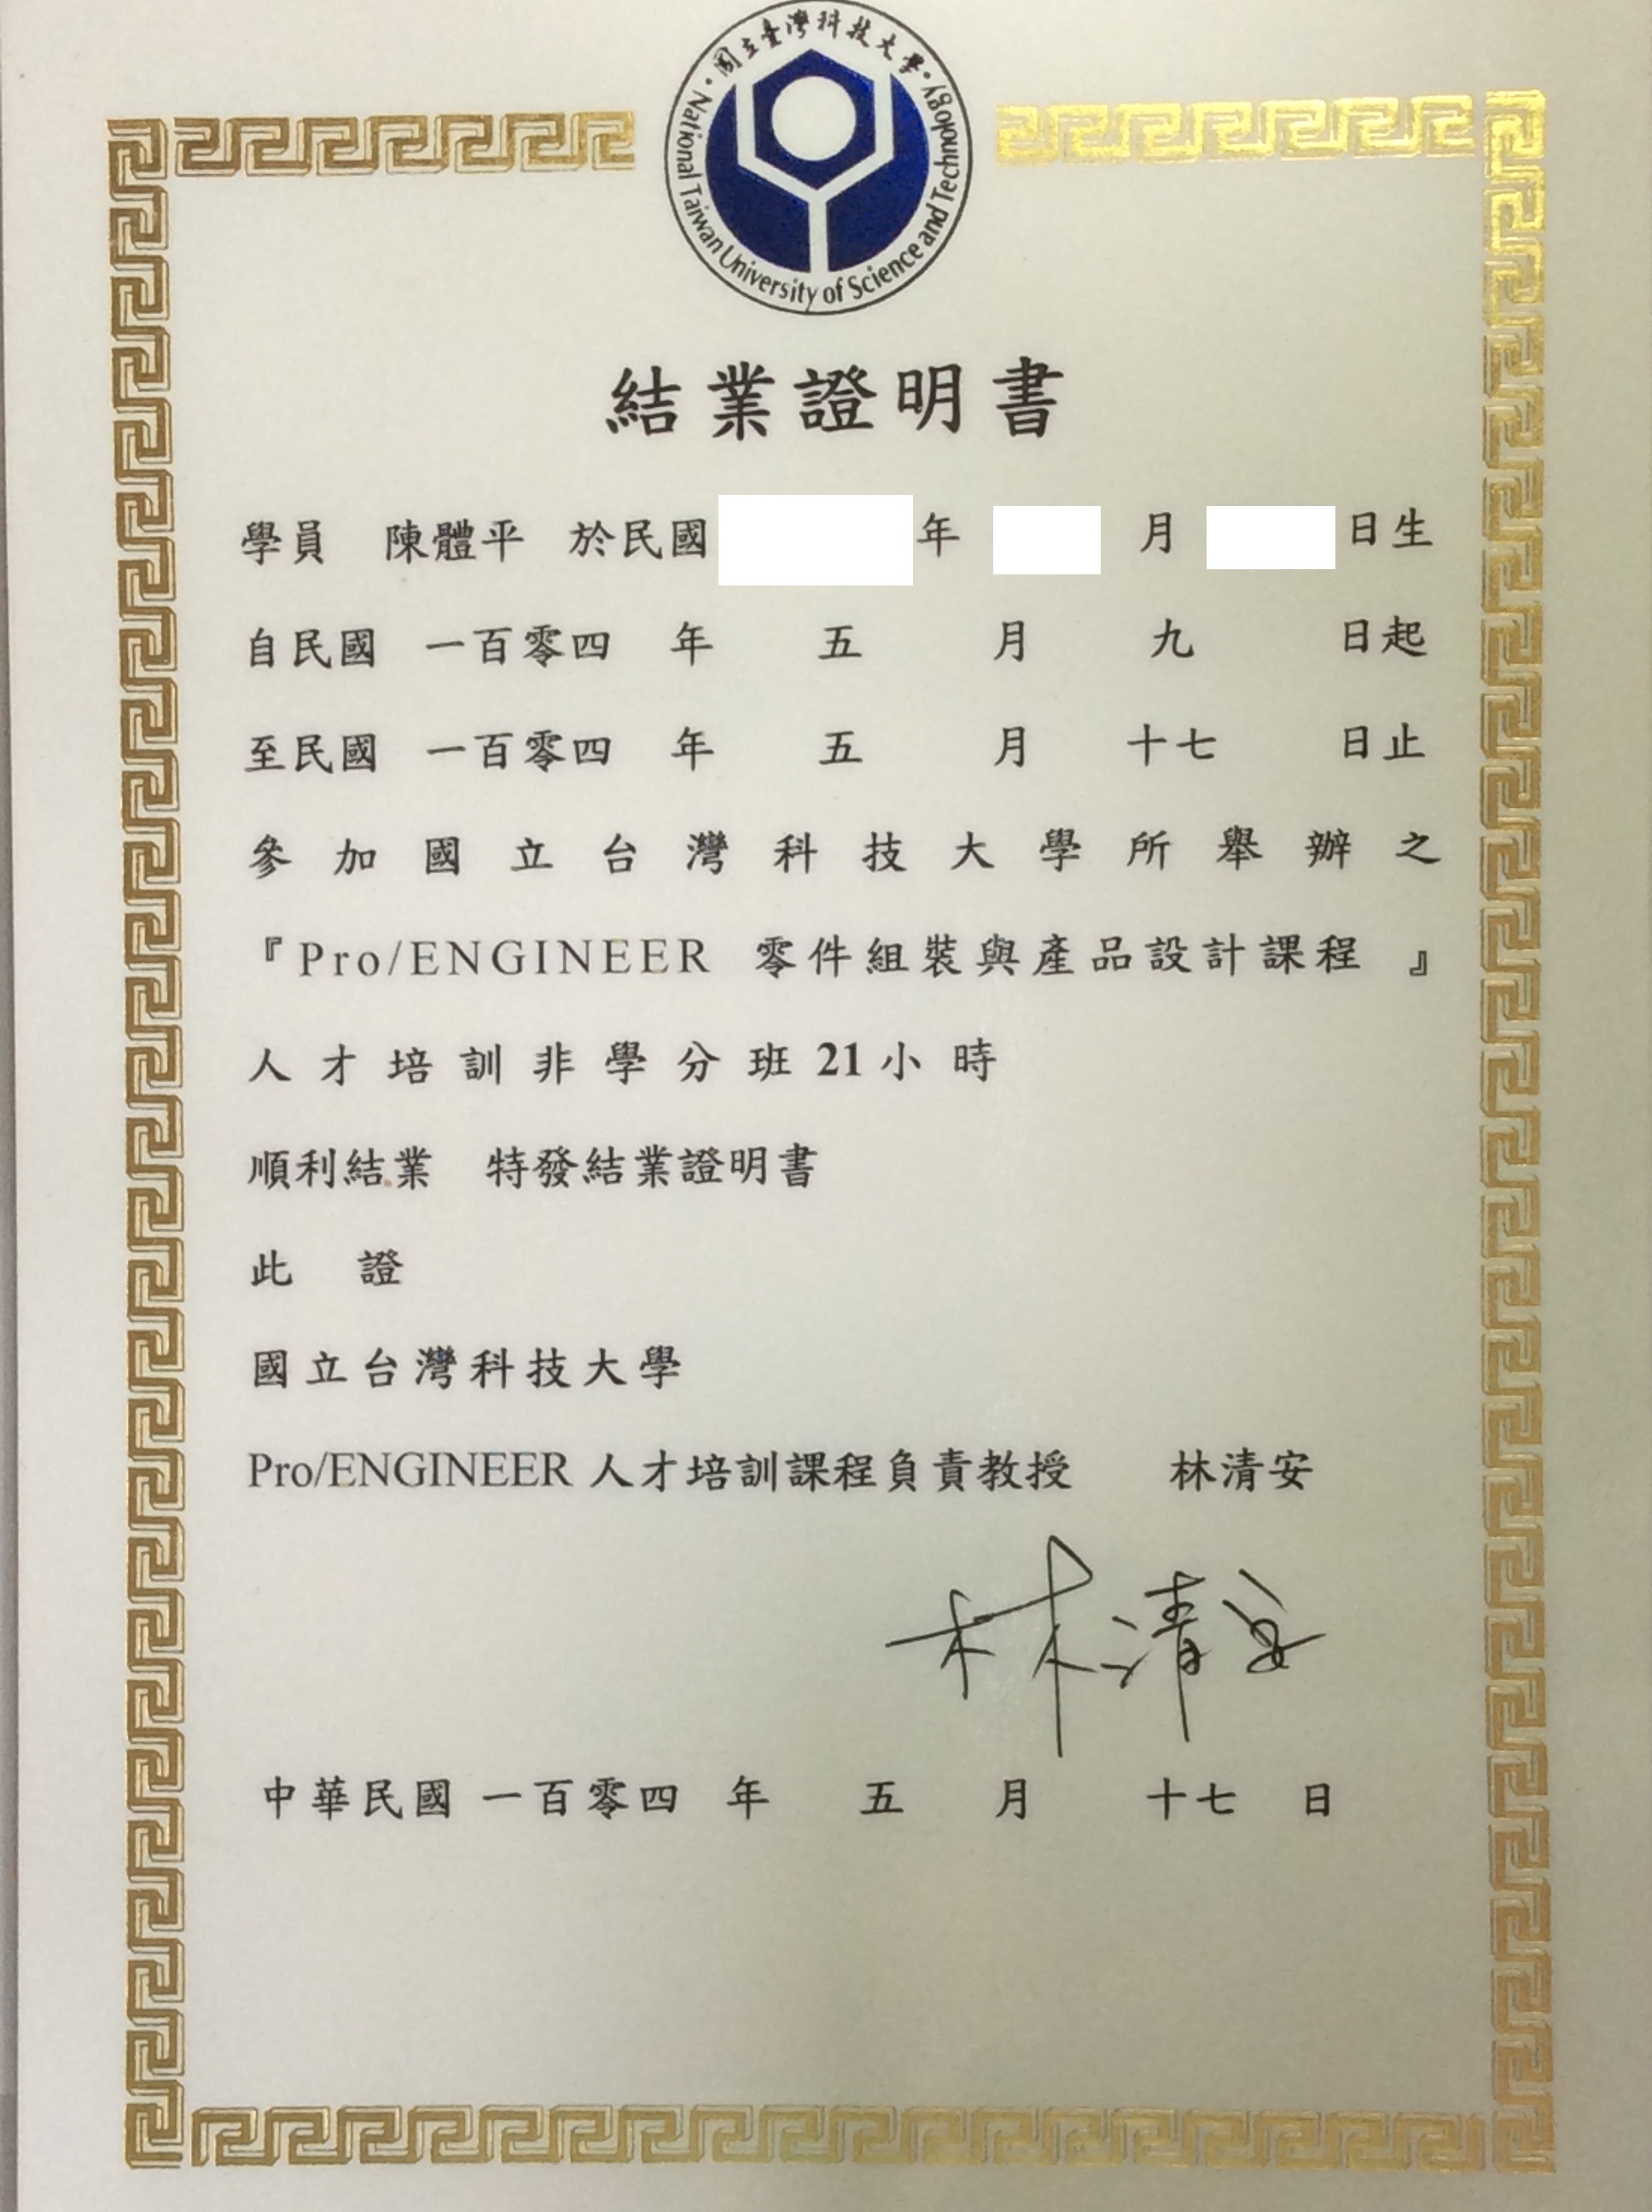 國立臺灣科技大學
National Taiwan University of Science and Technology
結業證明書
學員 陳體平 於民國 年 月 日生
自民國 一百零四 年 五 月 九 日起
至民國 一百零四 年 五 月 十七 日止
參加國立台灣科技大學所舉辦之
『Pro/ENGINEER 零件組裝與產品設計課程 』
人才培訓非學分班21小時
順利結業 特發結業證明書
此 證
國立台灣科技大學
Pro/ENGINEER 人才培訓課程負責教授 林清安
林清安
中華民國 一百零四 年 五 月 十七 日